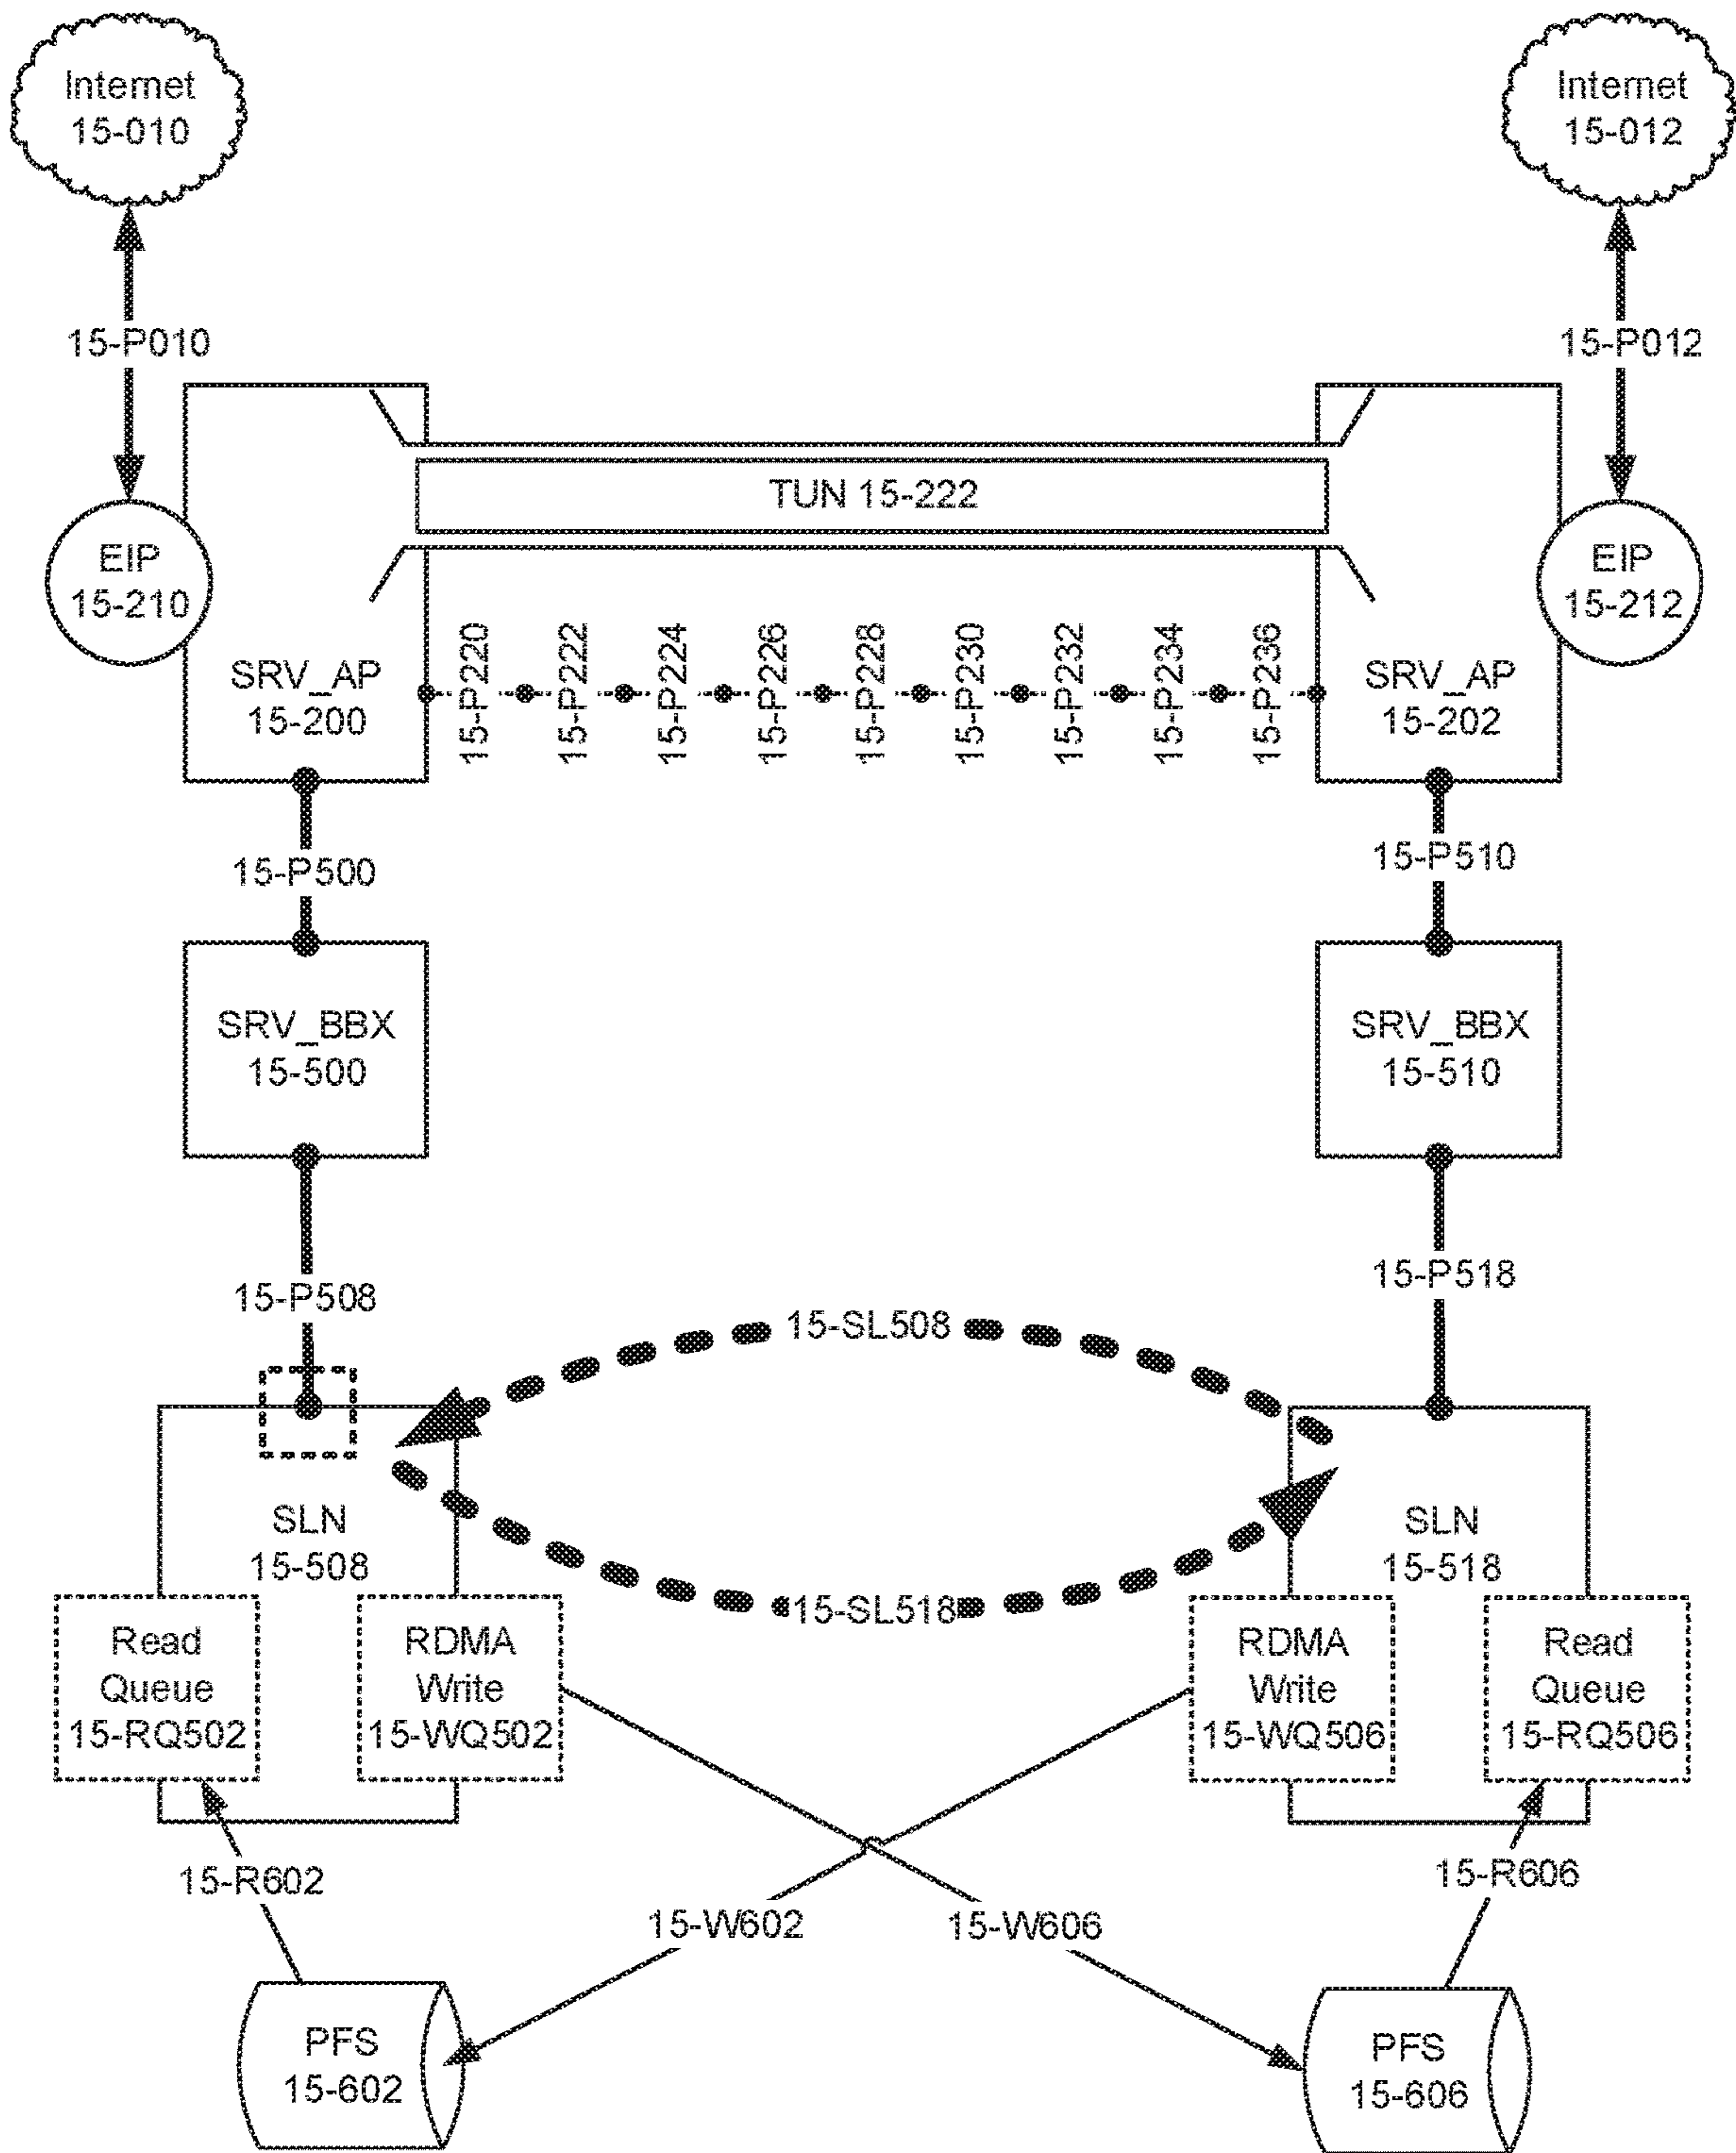 Internet
15-010
Internet
15-012
15-P010
15-P012
TUN 15-222
EIP
15-210
EIP
15-212
SRV_AP
15-200
15-P220
15-P222
15-P224
15-P226
15-P228
15-P230
15-P232
15-P234
15-P236
SRV_AP
15-202
15-P500
15-P510
SRV_BBX
15-500
SRV_BBX
15-510
15-P508
15-P518
15-SL508
SLN
15-508
SLN
15-518
15-SL518
Read
Queue
15-RQ502
RDMA
Write
15-WQ502
RDMA
Write
15-WQ506
Read
Queue
15-RQ506
15-R602
15-R606
15-W602
15-W606
PFS
15-602
PFS
15-606